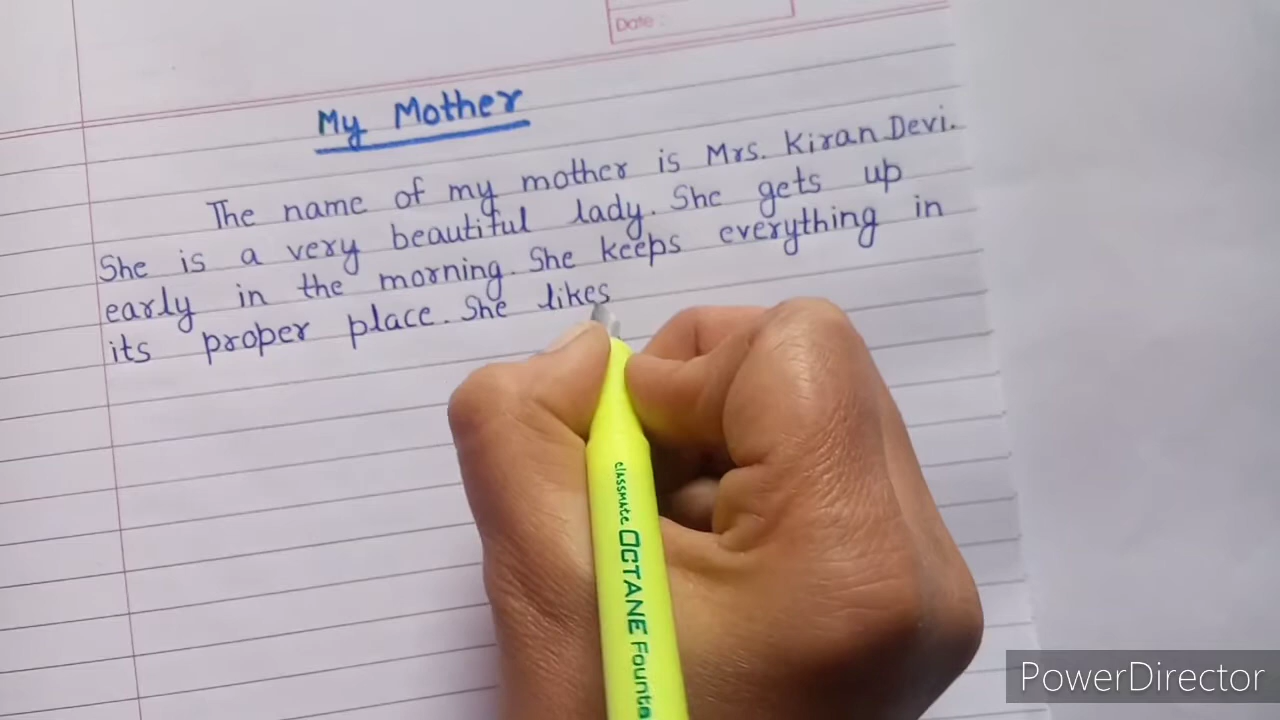 Date :
My Mother
The name of my mother is Mrs. Kiran Devi.
She is a very beautiful lady. She gets up
early in the morning. She keeps everything in
its proper place. She likes
classmate OCTANE Founta
PowerDirector